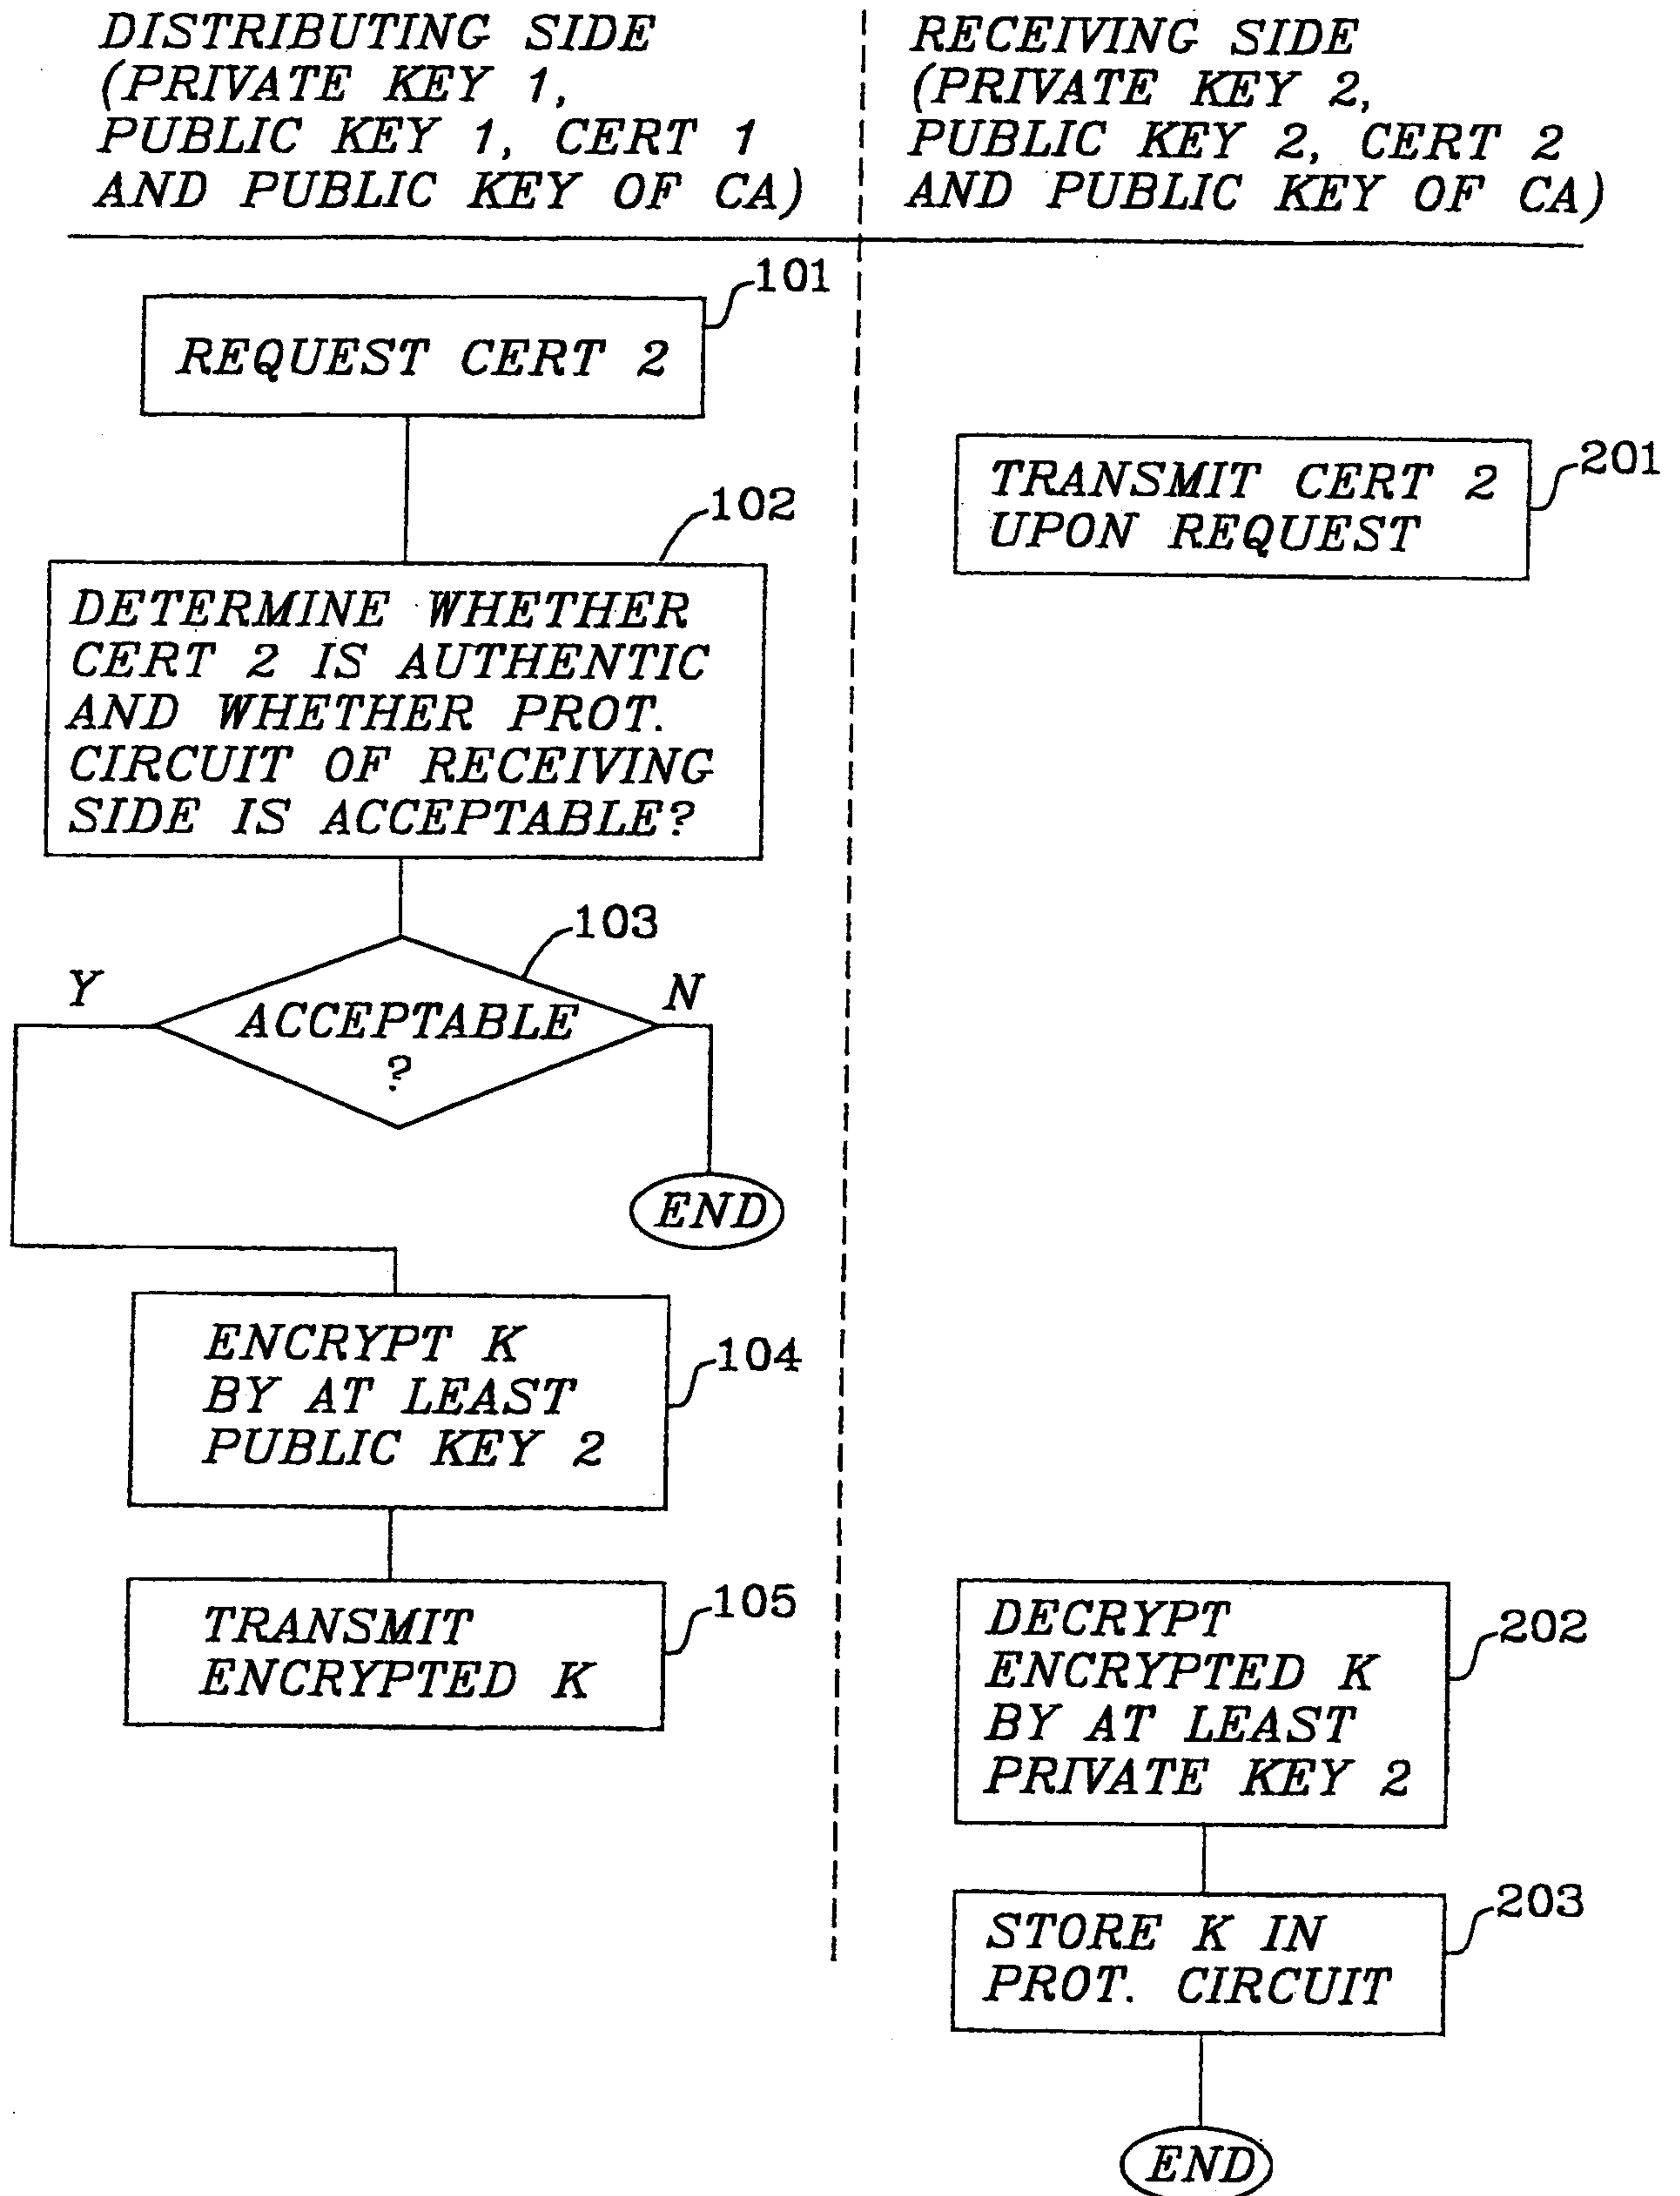 DISTRIBUTING SIDE
(PRIVATE KEY 1,
PUBLIC KEY 1, CERT 1
AND PUBLIC KEY OF CA)
RECEIVING SIDE
(PRIVATE KEY 2,
PUBLIC KEY 2, CERT 2
AND PUBLIC KEY OF CA)
101
REQUEST CERT 2
201
TRANSMIT CERT 2
UPON REQUEST
102
DETERMINE WHETHER
CERT 2 IS AUTHENTIC
AND WHETHER PROT.
CIRCUIT OF RECEIVING
SIDE IS ACCEPTABLE?
103
Y
N
ACCEPTABLE
?
END
104
ENCRYPT K
BY AT LEAST
PUBLIC KEY 2
105
TRANSMIT
ENCRYPTED K
202
DECRYPT
ENCRYPTED K
BY AT LEAST
PRIVATE KEY 2
203
STORE K IN
PROT. CIRCUIT
END